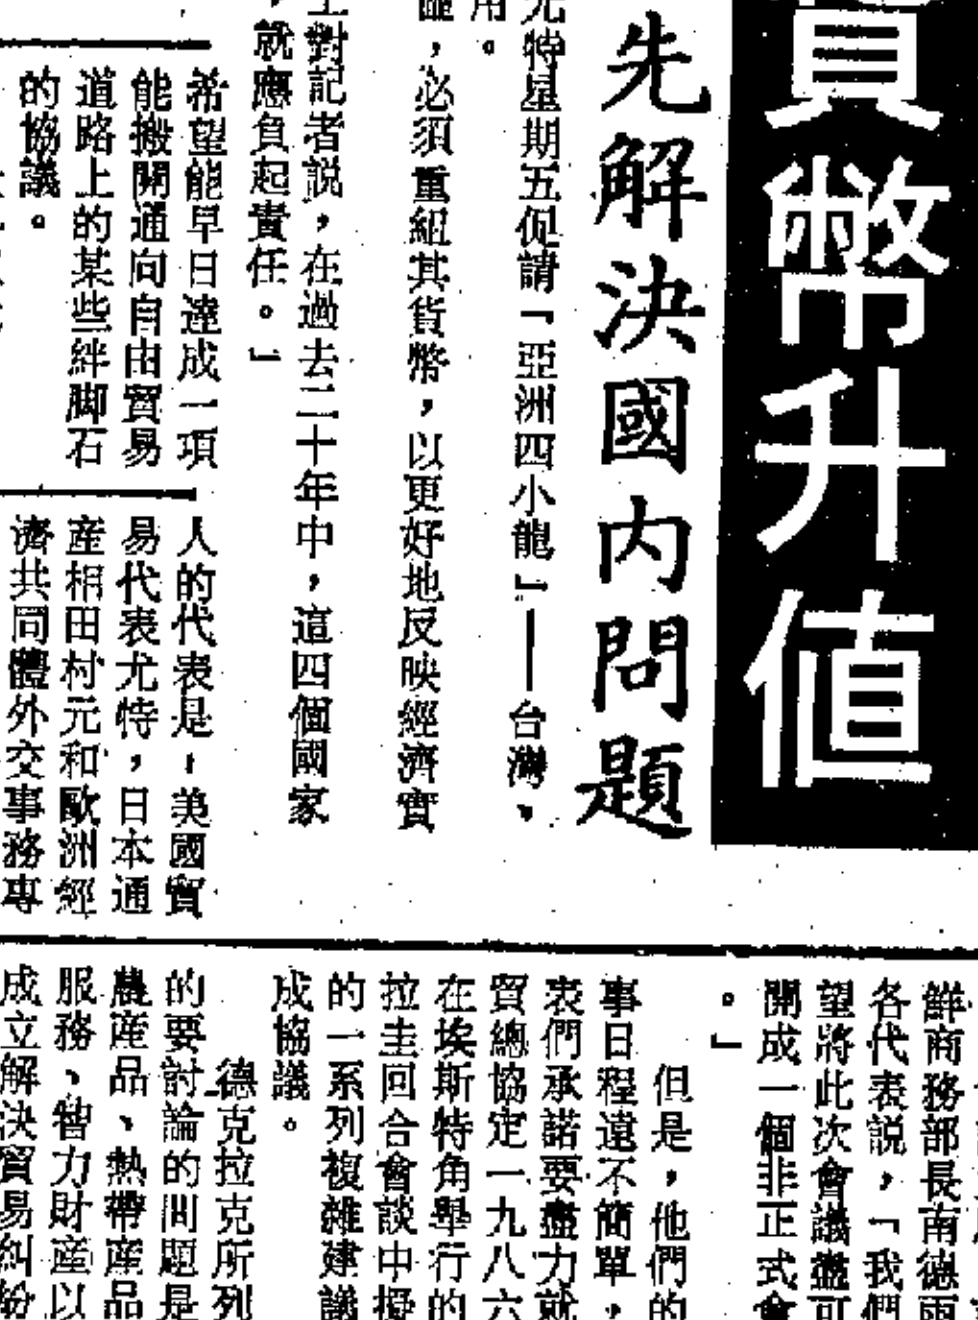 貨幣升值
先解決國內問題
尤特星期五促請「亞洲四小龍」——台灣、
用。
，必須重組其貨幣，以更好地反映經濟實
對記者説，在過去二十年中，這四個國家
，就應負起責任。」
希望能早日達成一項
能搬開通向自由貿易
道路上的某些絆脚石
的協議。
人的代表是，美國貿
易代表尤特，日本通
産相田村元和歐洲經
濟共同體外交事務專
鮮商務部長南德雨
各代表説，「我們
望將此次會議盡可
開成一個非正式會
。」
但是，他們的
事日程遠不簡單，
表們承諾要盡力就
貿總協定一九八六
在埃斯特角舉行的
拉圭回合會談中擬
的一系列複雜建議
成協議。
德克拉克所列
的要討論的問題是
農産品、熱帶産品
服務、智力財産以
成立解決貿易糾紛